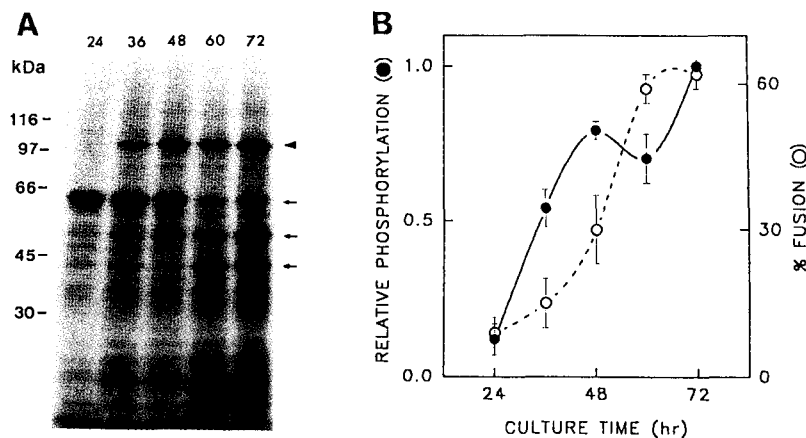 A
24 36 48 60 72
kDa
116 -
97 -
66 -
45 -
30 -
B
RELATIVE PHOSPHORYLATION (●)
1.0
0.5
0.0
24 48 72
CULTURE TIME (hr)
60
30
0
% FUSION (○)